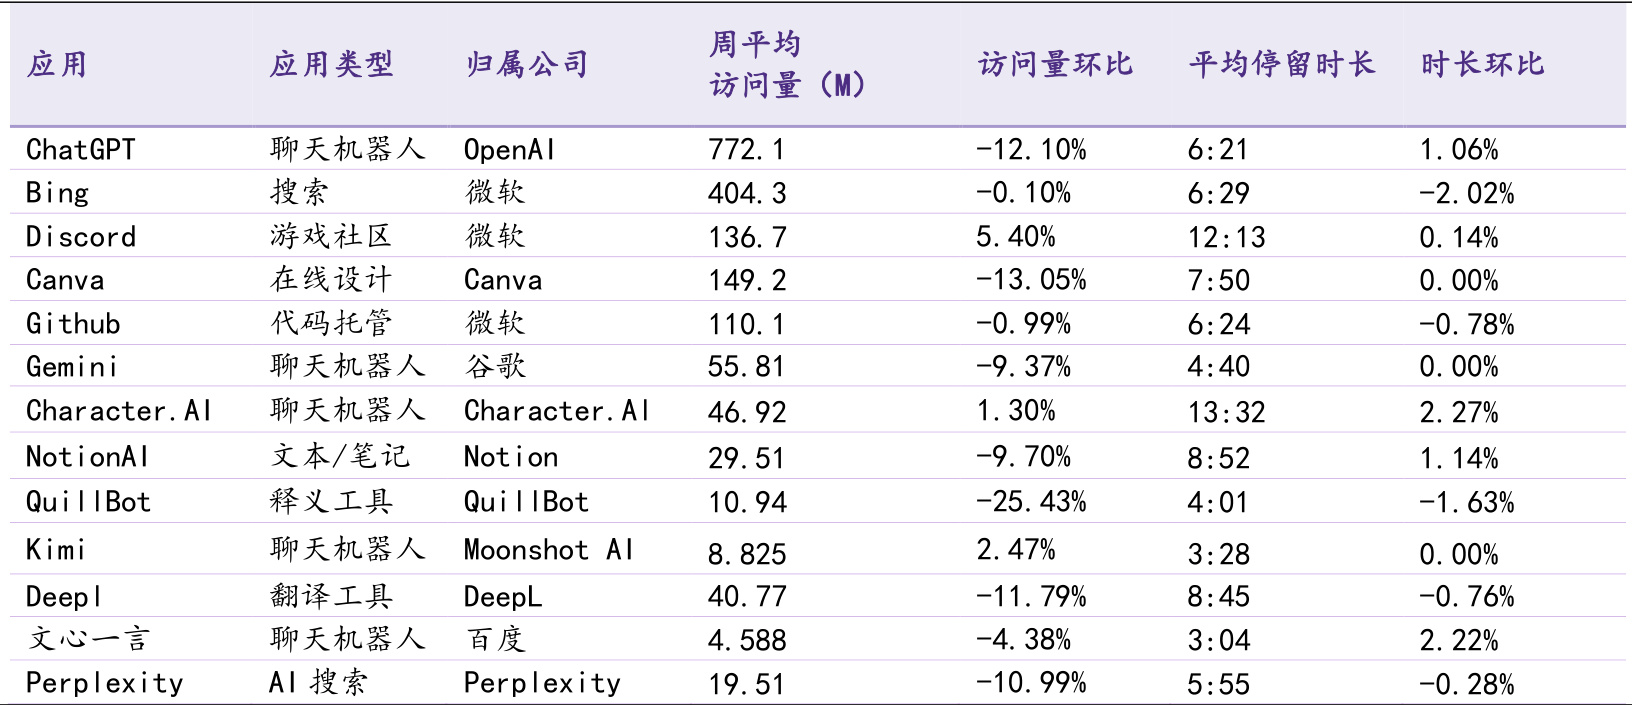 应用 应用类型 归属公司 周平均访问量（M） 访问量环比 平均停留时长 时长环比
ChatGPT 聊天机器人 OpenAI 772.1 -12.10% 6:21 1.06%
Bing 搜索 微软 404.3 -0.10% 6:29 -2.02%
Discord 游戏社区 微软 136.7 5.40% 12:13 0.14%
Canva 在线设计 Canva 149.2 -13.05% 7:50 0.00%
Github 代码托管 微软 110.1 -0.99% 6:24 -0.78%
Gemini 聊天机器人 谷歌 55.81 -9.37% 4:40 0.00%
Character.AI 聊天机器人 Character.AI 46.92 1.30% 13:32 2.27%
NotionAI 文本/笔记 Notion 29.51 -9.70% 8:52 1.14%
QuillBot 释义工具 QuillBot 10.94 -25.43% 4:01 -1.63%
Kimi 聊天机器人 Moonshot AI 8.825 2.47% 3:28 0.00%
Deepl 翻译工具 DeepL 40.77 -11.79% 8:45 -0.76%
文心一言 聊天机器人 百度 4.588 -4.38% 3:04 2.22%
Perplexity AI 搜索 Perplexity 19.51 -10.99% 5:55 -0.28%